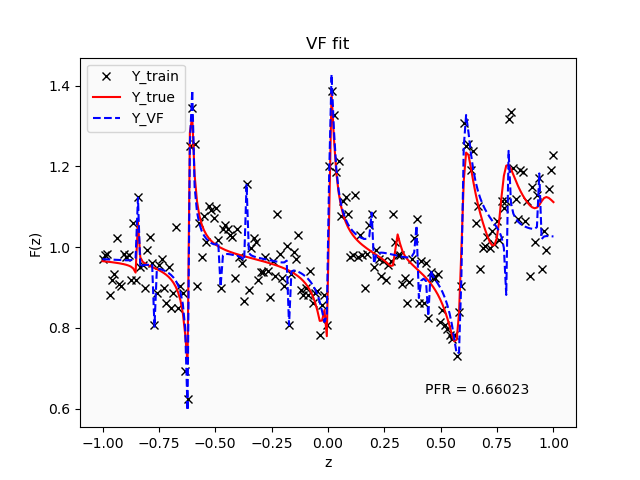 VF fit
Y_train
Y_true
Y_VF
F(z)
1.4
1.2
1.0
0.8
0.6
PFR = 0.66023
−1.00 −0.75 −0.50 −0.25 0.00 0.25 0.50 0.75 1.00
z